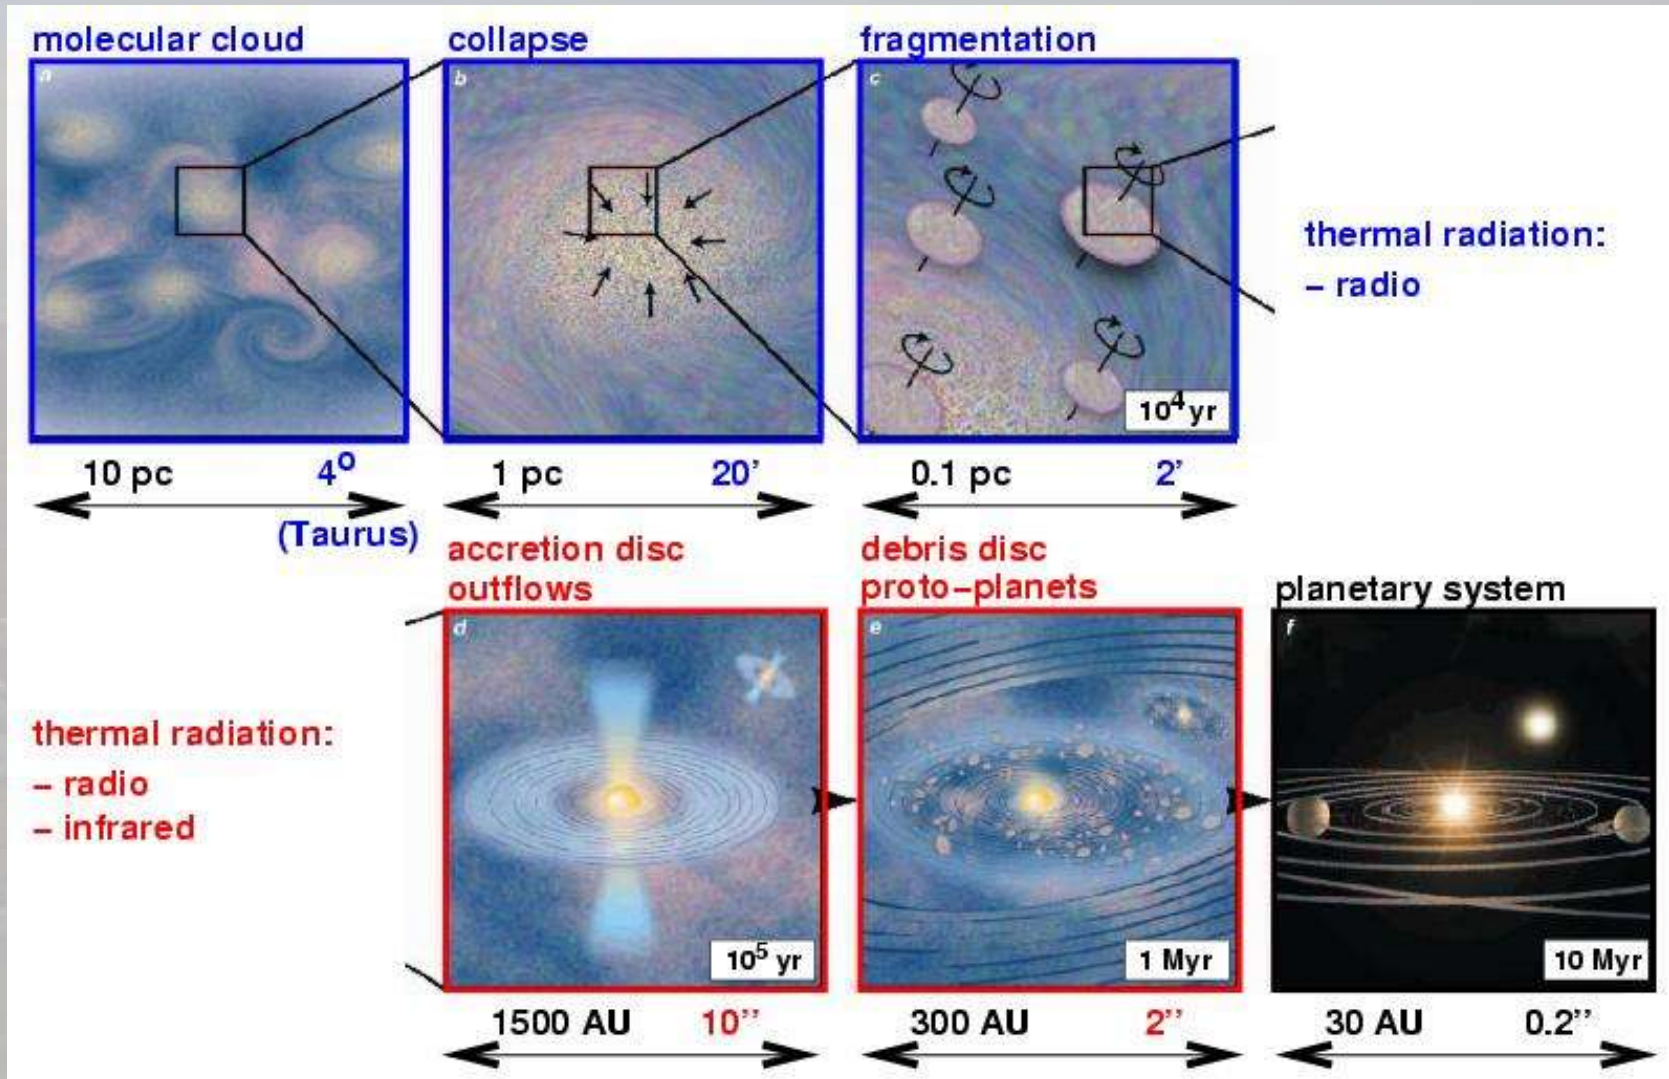 molecular cloud
collapse
fragmentation
a
b
c
10⁴ yr
thermal radiation:
– radio
10 pc 4°
1 pc 20'
0.1 pc 2'
(Taurus)
accretion disc
outflows
debris disc
proto–planets
planetary system
d
e
f
thermal radiation:
– radio
– infrared
10⁵ yr
1 Myr
10 Myr
1500 AU 10''
300 AU 2''
30 AU 0.2''